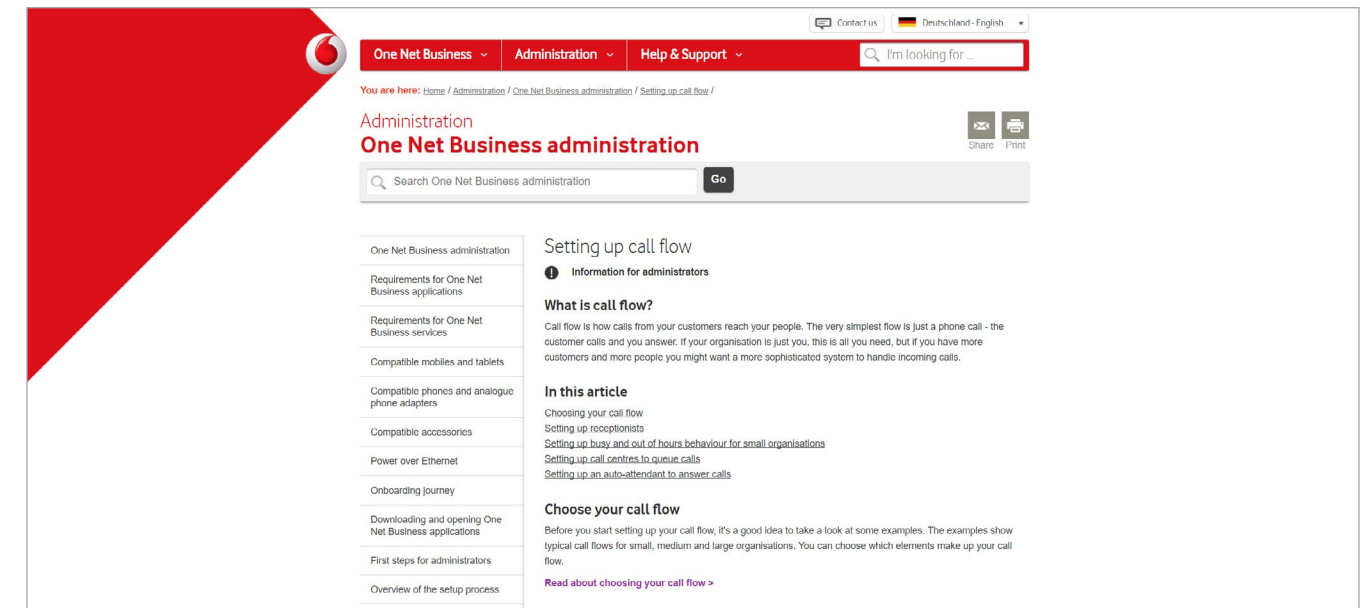 Contact us
Deutschland - English
One Net Business
Administration
Help & Support
I'm looking for ...
You are here: Home / Administration / One Net Business administration / Setting up call flow /
Administration
One Net Business administration
Share Print
Search One Net Business administration
Go
One Net Business administration
Requirements for One Net
Business applications
Requirements for One Net
Business services
Compatible mobiles and tablets
Compatible phones and analogue
phone adapters
Compatible accessories
Power over Ethernet
Onboarding journey
Downloading and opening One
Net Business applications
First steps for administrators
Overview of the setup process
Setting up call flow
Information for administrators
What is call flow?
Call flow is how calls from your customers reach your people. The very simplest flow is just a phone call - the
customer calls and you answer. If your organisation is just you, this is all you need, but if you have more
customers and more people you might want a more sophisticated system to handle incoming calls.
In this article
Choosing your call flow
Setting up receptionists
Setting up busy and out of hours behaviour for small organisations
Setting up call centres to queue calls
Setting up an auto-attendant to answer calls
Choose your call flow
Before you start setting up your call flow, it's a good idea to take a look at some examples. The examples show
typical call flows for small, medium and large organisations. You can choose which elements make up your call
flow.
Read about choosing your call flow >